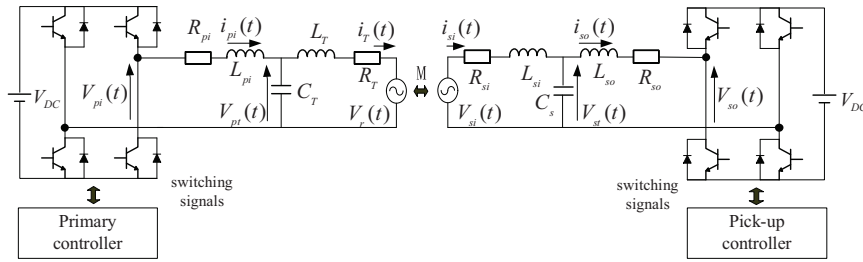 R_pi i_pi(t) L_T i_T(t) i_si(t) i_so(t)
L_pi R_T M R_si L_si L_so R_so
V_DC V_pi(t) V_pt(t) C_T V_r(t) V_si(t) C_s V_st(t) V_so(t) V_DC
switching
signals
switching
signals
Primary
controller
Pick-up
controller